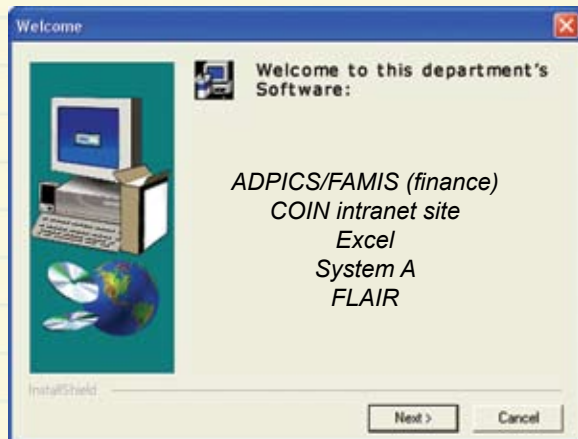 Welcome
Welcome to this department's
Software:
ADPICS/FAMIS (finance)
COIN intranet site
Excel
System A
FLAIR
InstallShield
Next >
Cancel